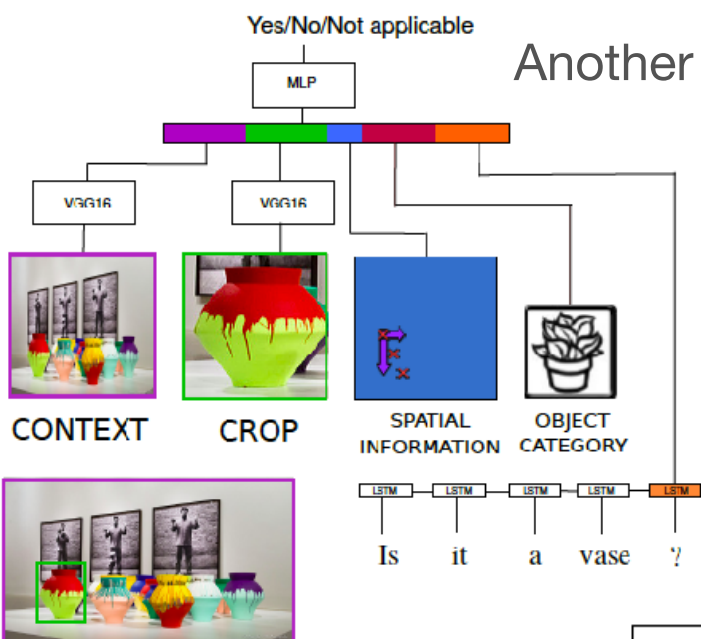 Yes/No/Not applicable
Another
MLP
VGG16
VGG16
CONTEXT
CROP
SPATIAL
INFORMATION
OBJECT
CATEGORY
LSTM LSTM LSTM LSTM LSTM
Is it a vase ?